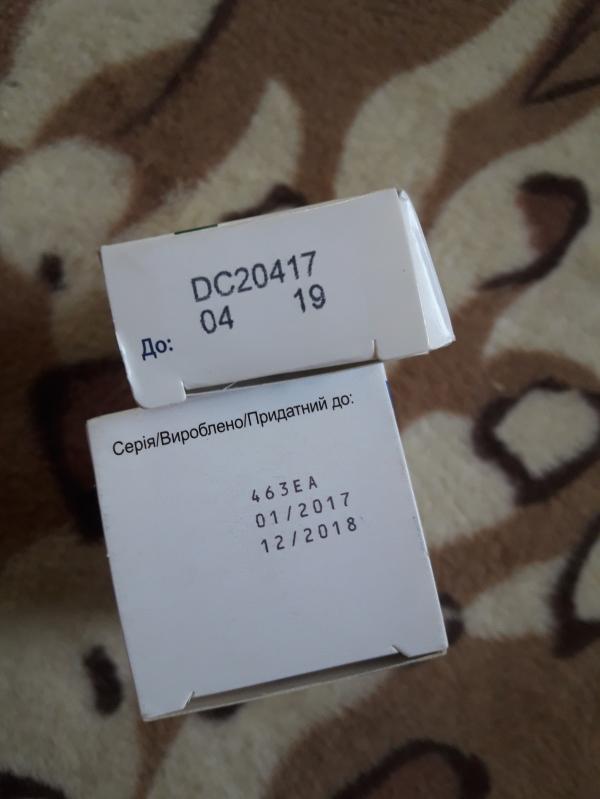 DC20417
До: 04 19
Серія/Вироблено/Придатний до:
463EA
01/2017
12/2018